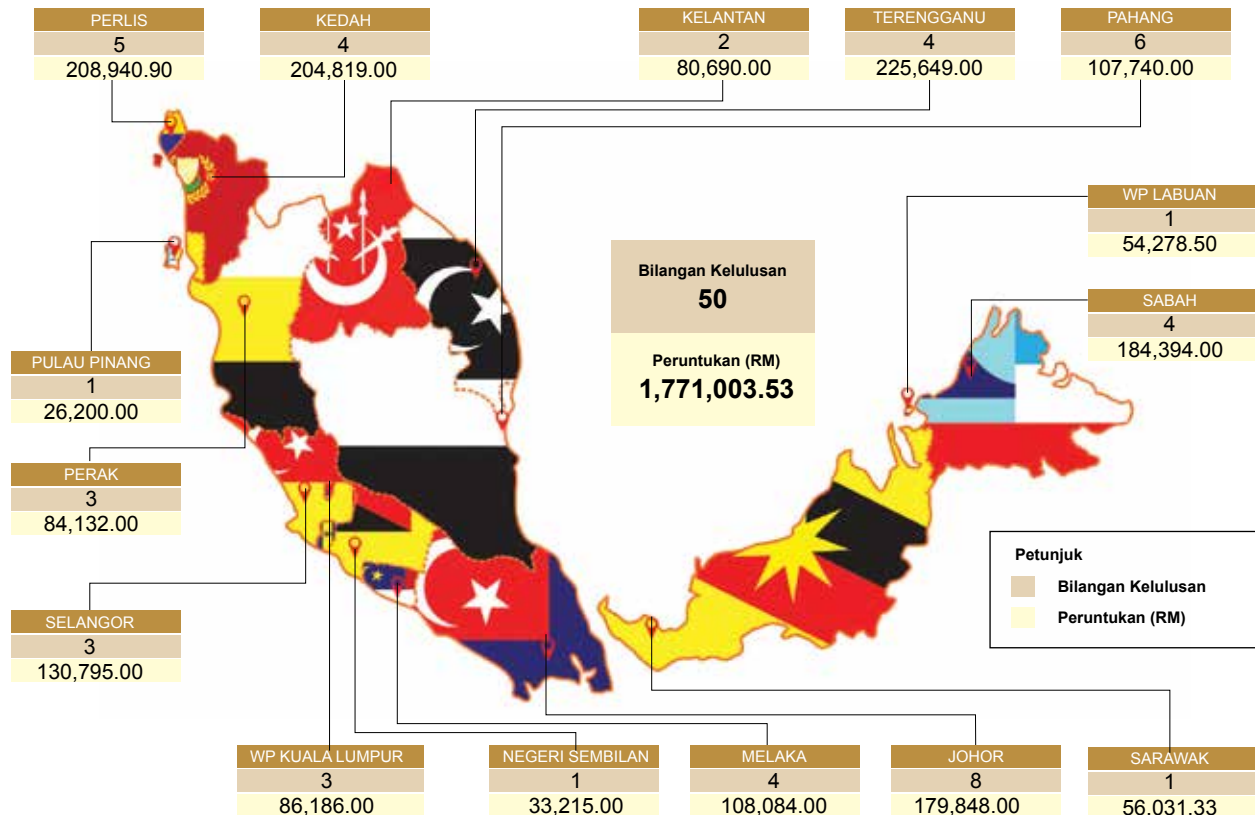 PERLIS
5
208,940.90
KEDAH
4
204,819.00
KELANTAN
2
80,690.00
TERENGGANU
4
225,649.00
PAHANG
6
107,740.00
WP LABUAN
1
54,278.50
SABAH
4
184,394.00
Bilangan Kelulusan
50
Peruntukan (RM)
1,771,003.53
PULAU PINANG
1
26,200.00
PERAK
3
84,132.00
SELANGOR
3
130,795.00
Petunjuk
Bilangan Kelulusan
Peruntukan (RM)
WP KUALA LUMPUR
3
86,186.00
NEGERI SEMBILAN
1
33,215.00
MELAKA
4
108,084.00
JOHOR
8
179,848.00
SARAWAK
1
56,031.33